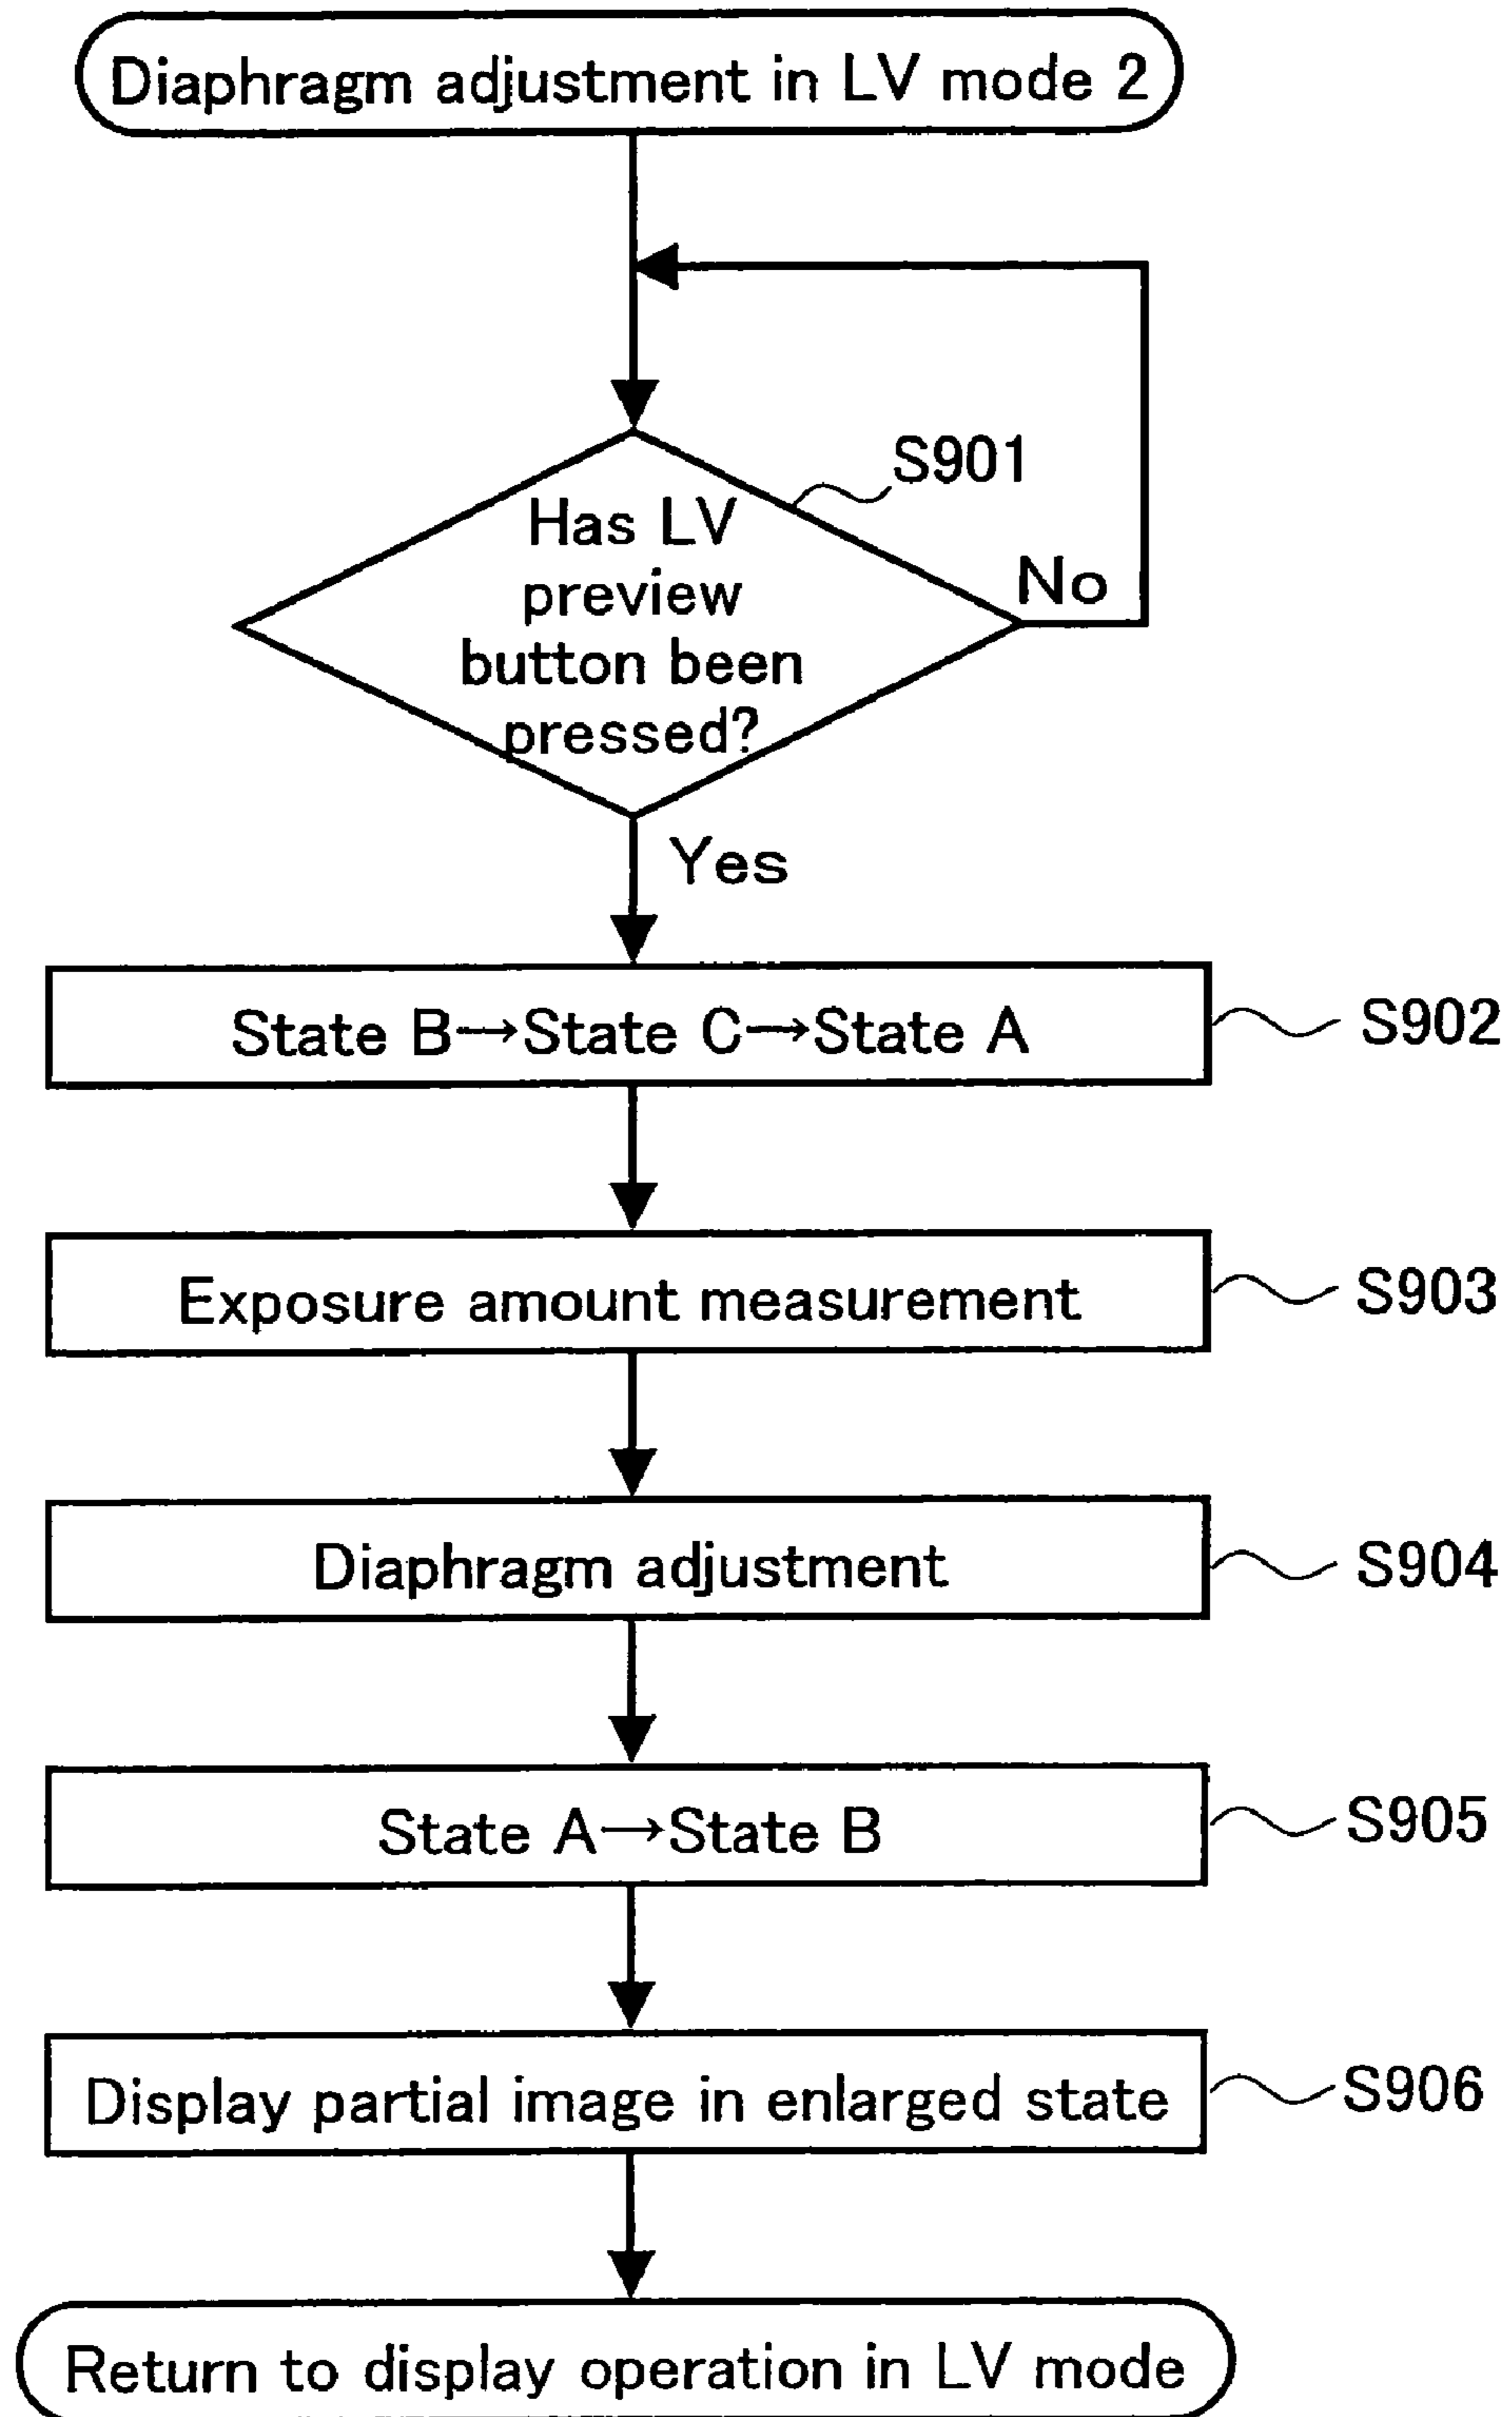 Diaphragm adjustment in LV mode 2
S901
Has LV
preview
button been
pressed?
No
Yes
State B→State C→State A
S902
Exposure amount measurement
S903
Diaphragm adjustment
S904
State A→State B
S905
Display partial image in enlarged state
S906
Return to display operation in LV mode